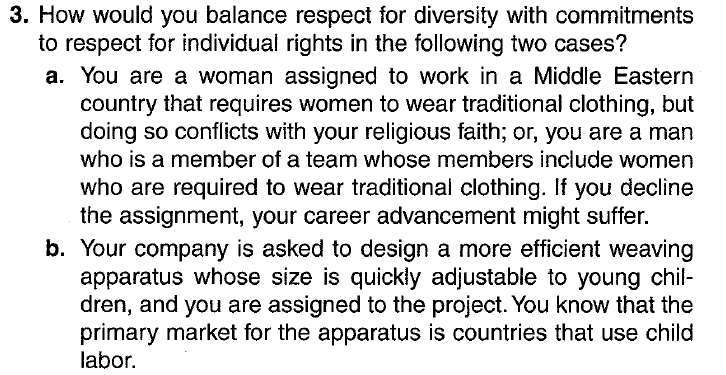 3. How would you balance respect for diversity with commitments
to respect for individual rights in the following two cases?
a. You are a woman assigned to work in a Middle Eastern
country that requires women to wear traditional clothing, but
doing so conflicts with your religious faith; or, you are a man
who is a member of a team whose members include women
who are required to wear traditional clothing. If you decline
the assignment, your career advancement might suffer.
b. Your company is asked to design a more efficient weaving
apparatus whose size is quickly adjustable to young chil-
dren, and you are assigned to the project. You know that the
primary market for the apparatus is countries that use child
labor.